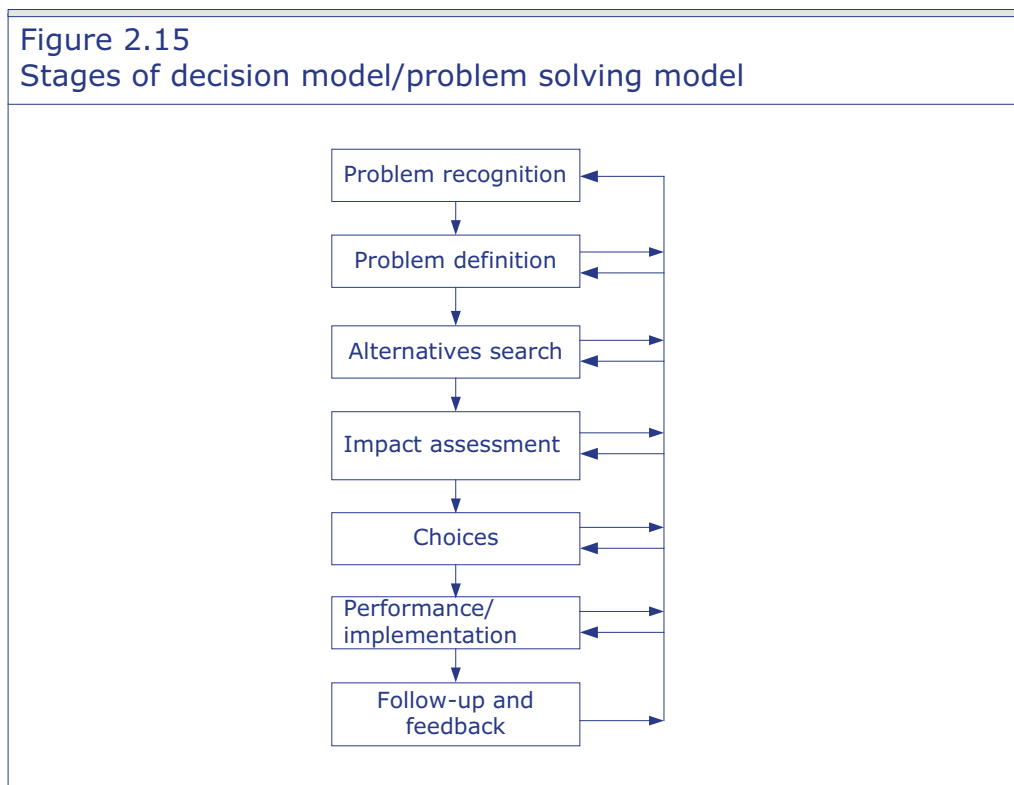 Figure 2.15
Stages of decision model/problem solving model
Problem recognition
Problem definition
Alternatives search
Impact assessment
Choices
Performance/
implementation
Follow-up and
feedback